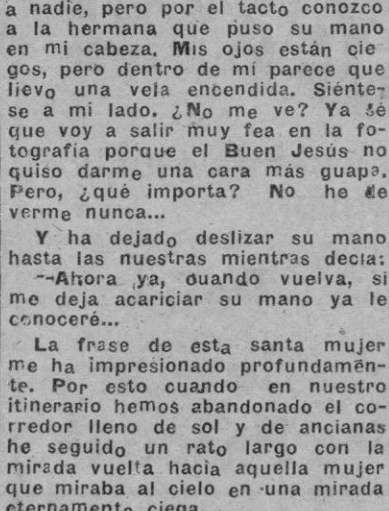 a nadie, pero por el tacto conozco
a la hermana que puso su mano
en mi cabeza. Mis ojos están cie
gos, pero dentro de mí parece que
llevo una vela encendida. Siénte-
se a mi lado. ¿No me ve? Ya sé
que voy a salir muy fea en la fo-
tografía porque el Buen Jesús no
quiso darme una cara más guapa.
Pero, ¿qué importa? No he de
verme nunca...
Y ha dejado deslizar su mano
hasta las nuestras mientras decía:
--Ahora ya, cuando vuelva, si
me deja acariciar su mano ya le
conoceré...
La frase de esta santa mujer
me ha impresionado profundamen-
te. Por esto cuando en nuestro
itinerario hemos abandonado el co-
rredor lleno de sol y de ancianas
he seguido un rato largo con la
mirada vuelta hacia aquella mujer
que miraba al cielo en una mirada
eternamente ciega